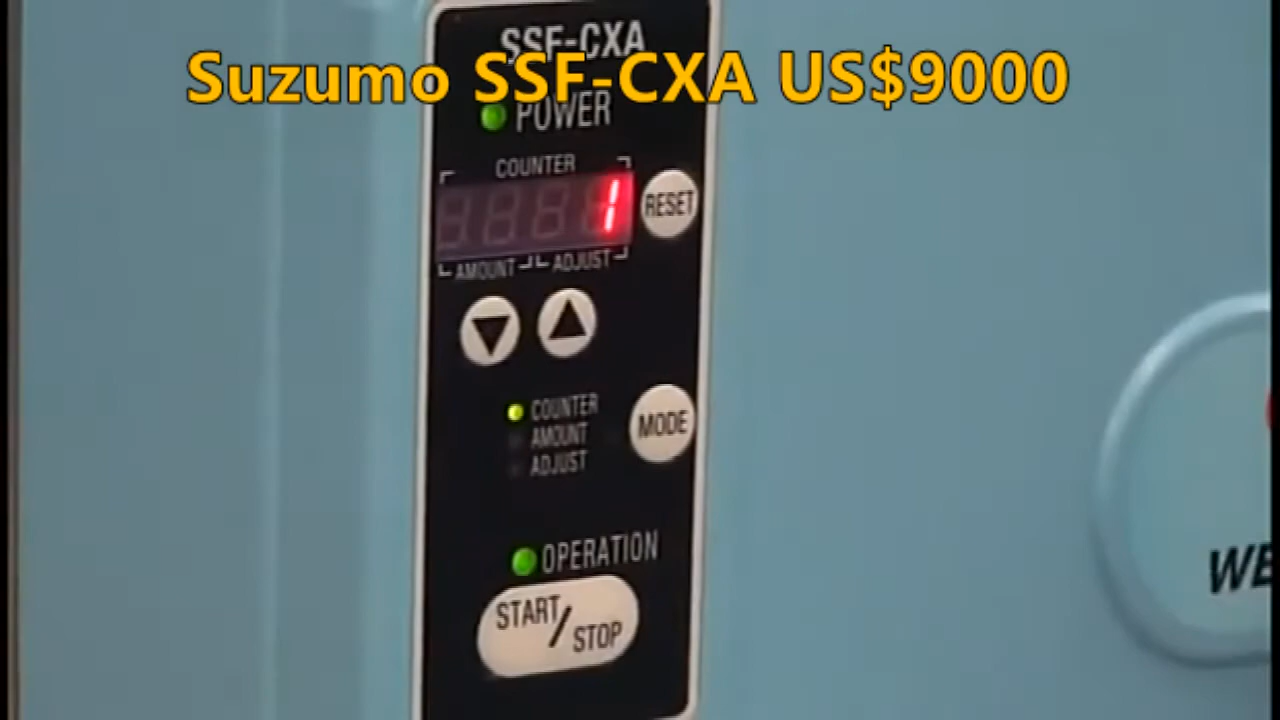 SSF-CXA
Suzumo SSF-CXA US$9000
POWER
COUNTER
1
RESET
AMOUNT ADJUST
COUNTER
AMOUNT
ADJUST
MODE
OPERATION
START/STOP